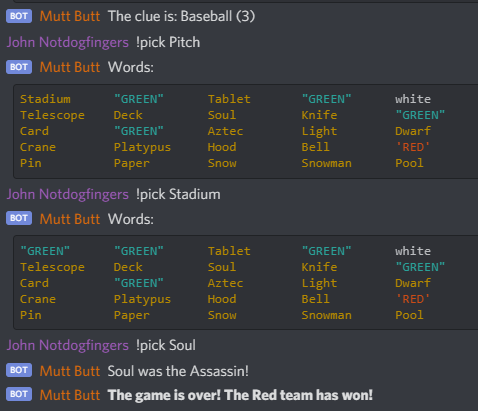 BOT Mutt Butt The clue is: Baseball (3)
John Notdogfingers !pick Pitch
BOT Mutt Butt Words:
Stadium "GREEN" Tablet "GREEN" white
Telescope Deck Soul Knife "GREEN"
Card "GREEN" Aztec Light Dwarf
Crane Platypus Hood Bell 'RED'
Pin Paper Snow Snowman Pool
John Notdogfingers !pick Stadium
BOT Mutt Butt Words:
"GREEN" "GREEN" Tablet "GREEN" white
Telescope Deck Soul Knife "GREEN"
Card "GREEN" Aztec Light Dwarf
Crane Platypus Hood Bell 'RED'
Pin Paper Snow Snowman Pool
John Notdogfingers !pick Soul
BOT Mutt Butt Soul was the Assassin!
BOT Mutt Butt The game is over! The Red team has won!